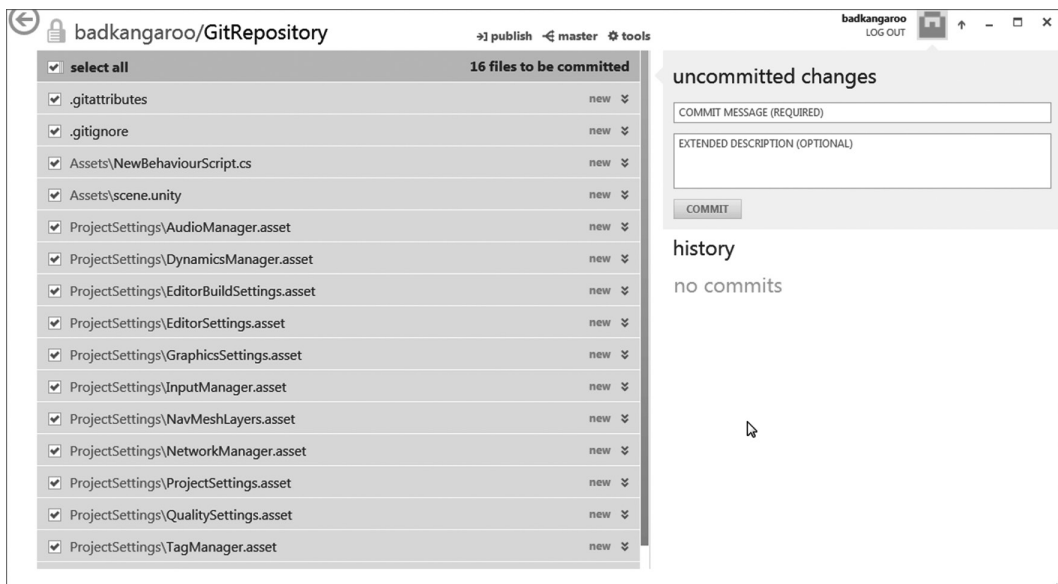 badkangaroo/GitRepository
publish master tools
badkangaroo
LOG OUT
select all 16 files to be committed
.gitattributes new
.gitignore new
Assets\NewBehaviourScript.cs new
Assets\scene.unity new
ProjectSettings\AudioManager.asset new
ProjectSettings\DynamicsManager.asset new
ProjectSettings\EditorBuildSettings.asset new
ProjectSettings\EditorSettings.asset new
ProjectSettings\GraphicsSettings.asset new
ProjectSettings\InputManager.asset new
ProjectSettings\NavMeshLayers.asset new
ProjectSettings\NetworkManager.asset new
ProjectSettings\ProjectSettings.asset new
ProjectSettings\QualitySettings.asset new
ProjectSettings\TagManager.asset new
uncommitted changes
COMMIT MESSAGE (REQUIRED)
EXTENDED DESCRIPTION (OPTIONAL)
COMMIT
history
no commits